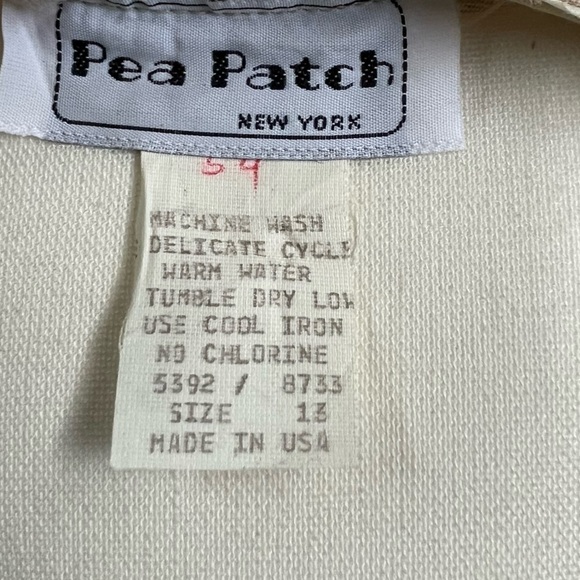 Pea Patch
NEW YORK
59
MACHINE WASH
DELICATE CYCLE
WARM WATER
TUMBLE DRY LOW
USE COOL IRON
NO CHLORINE
5392 / 8733
SIZE 13
MADE IN USA